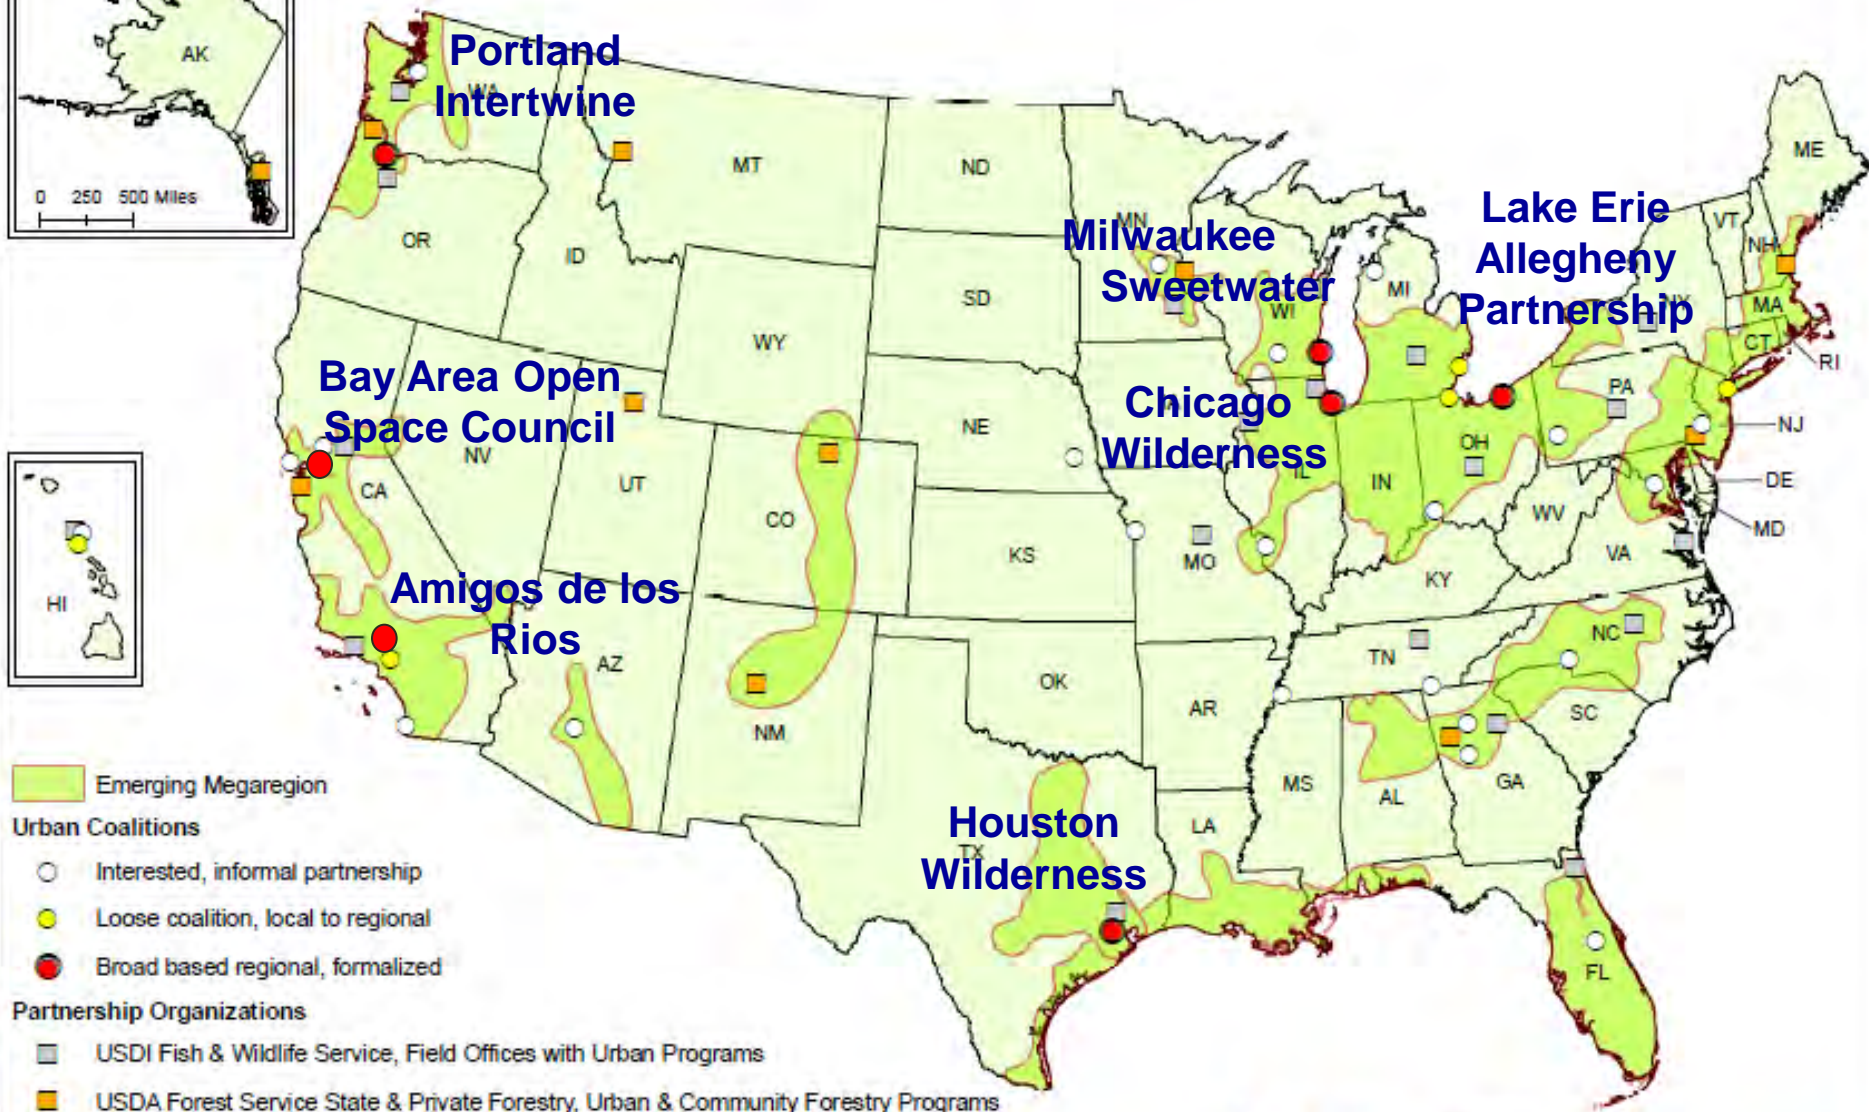 AK
0 250 500 Miles
HI
Portland
Intertwine
WA
MT
ND
MN
ME
OR
ID
SD
WY
Milwaukee
Sweetwater
WI
MI
Lake Erie
Allegheny
Partnership
NY
VT
NH
MA
CT
RI
Bay Area Open
Space Council
NV
CA
UT
CO
NE
KS
Chicago
Wilderness
IL
IN
OH
PA
NJ
DE
MD
WV
VA
MO
KY
Amigos de los
Rios
AZ
NM
OK
AR
TN
NC
SC
MS
AL
GA
LA
Houston
TX
Wilderness
FL
Emerging Megaregion
Urban Coalitions
Interested, informal partnership
Loose coalition, local to regional
Broad based regional, formalized
Partnership Organizations
USDI Fish & Wildlife Service, Field Offices with Urban Programs
USDA Forest Service State & Private Forestry, Urban & Community Forestry Programs